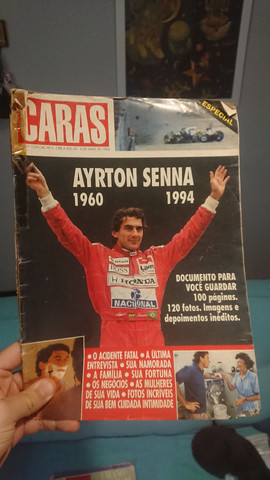 CARAS
ESPECIAL
AYRTON SENNA
1960 1994
HONDA
NACIONAL
DOCUMENTO PARA
VOCÊ GUARDAR
100 páginas.
120 fotos. Imagens e
depoimentos inéditos.
• O ACIDENTE FATAL • A ÚLTIMA
ENTREVISTA • SUA NAMORADA
• A FAMÍLIA • SUA FORTUNA
• OS NEGÓCIOS • AS MULHERES
DE SUA VIDA • FOTOS INCRÍVEIS
DE SUA BEM CUIDADA INTIMIDADE